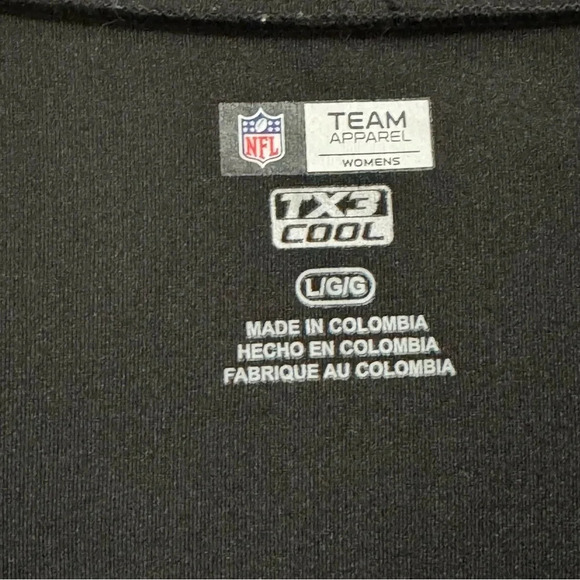 NFL
TEAM
APPAREL
WOMENS
TX3
COOL
L/G/G
MADE IN COLOMBIA
HECHO EN COLOMBIA
FABRIQUE AU COLOMBIA